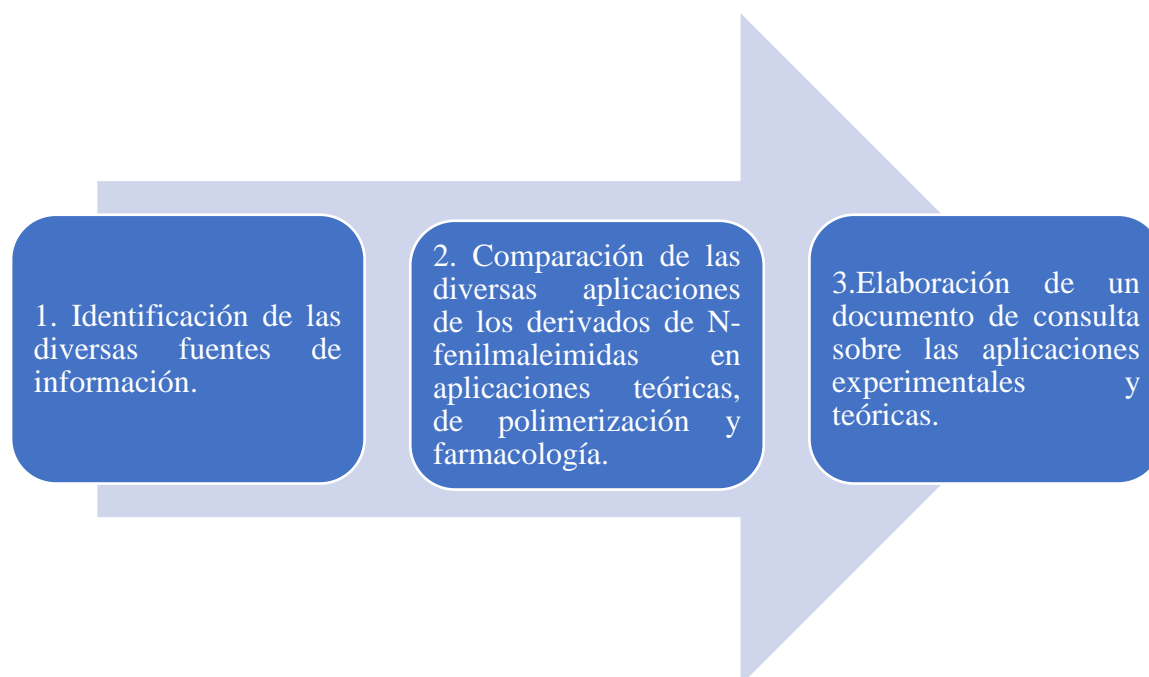 1. Identificación de las
diversas fuentes de
información.
2. Comparación de las
diversas aplicaciones
de los derivados de N-
fenilmaleimidas en
aplicaciones teóricas,
de polimerización y
farmacología.
3.Elaboración de un
documento de consulta
sobre las aplicaciones
experimentales y
teóricas.